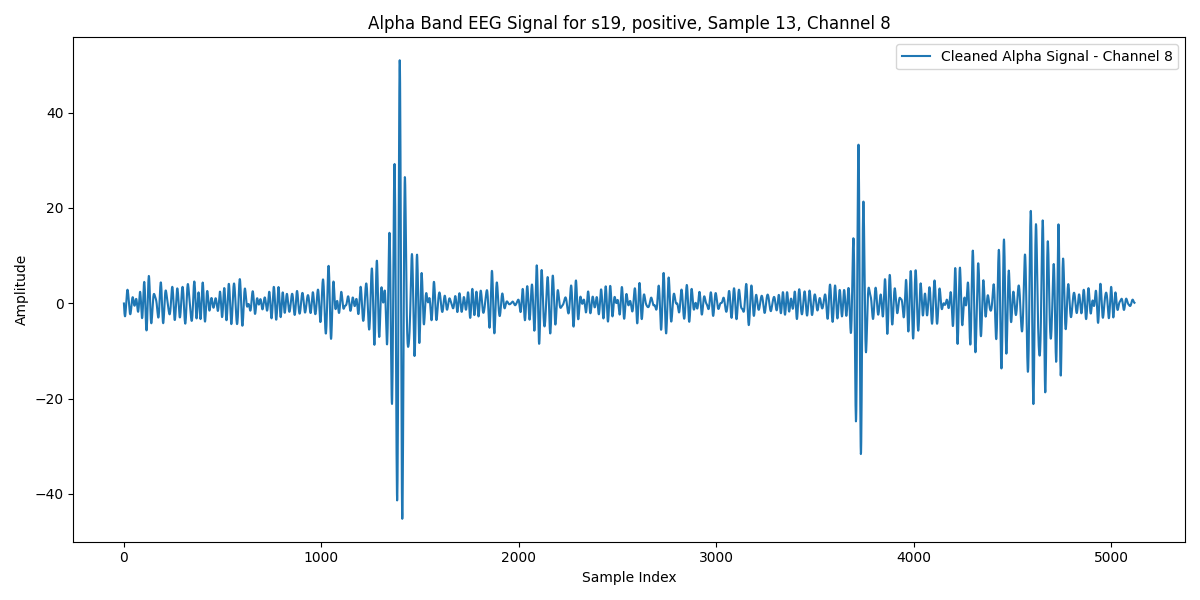 Alpha Band EEG Signal for s19, positive, Sample 13, Channel 8
Cleaned Alpha Signal - Channel 8
Amplitude
40
20
0
−20
−40
0 1000 2000 3000 4000 5000
Sample Index